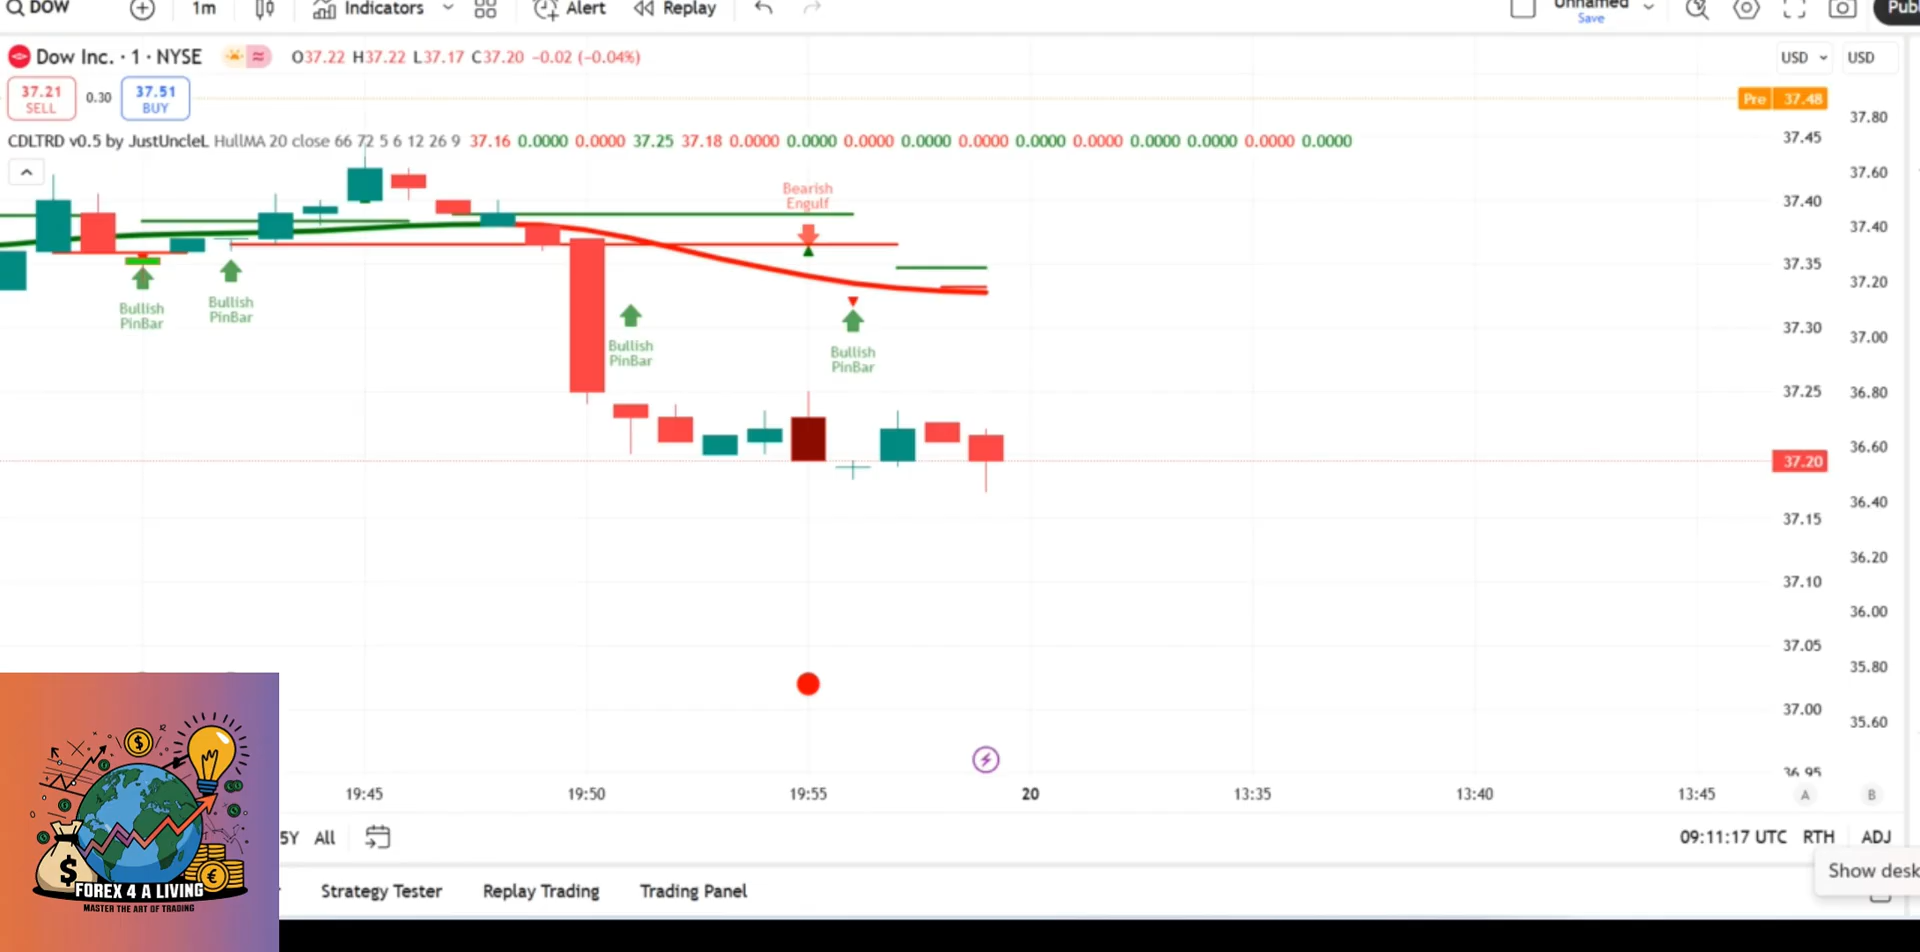 DOW 1m Indicators Alert Replay Unnamed Save Publ
Dow Inc. · 1 · NYSE O37.22 H37.22 L37.17 C37.20 -0.02 (-0.04%) USD USD
37.21 SELL 0.30 37.51 BUY
Pre 37.48
CDLTRD v0.5 by JustUncleL HullMA 20 close 66 72 5 6 12 26 9 37.16 0.0000 0.0000 37.25 37.18 0.0000 0.0000 0.0000 0.0000 0.0000 0.0000 0.0000 0.0000 0.0000 0.0000 0.0000
Bearish
Engulf
Bullish
PinBar
Bullish
PinBar
Bullish
PinBar
Bullish
PinBar
37.45
37.40
37.35
37.30
37.25
37.20
37.15
37.10
37.05
37.00
36.95
37.80
37.60
37.40
37.20
37.00
36.80
36.60
36.40
36.20
36.00
35.80
35.60
19:45 19:50 19:55 20 13:35 13:40 13:45 A B
5Y All 09:11:17 UTC RTH ADJ
Show desk
Strategy Tester Replay Trading Trading Panel
FOREX 4 A LIVING
MASTER THE ART OF TRADING